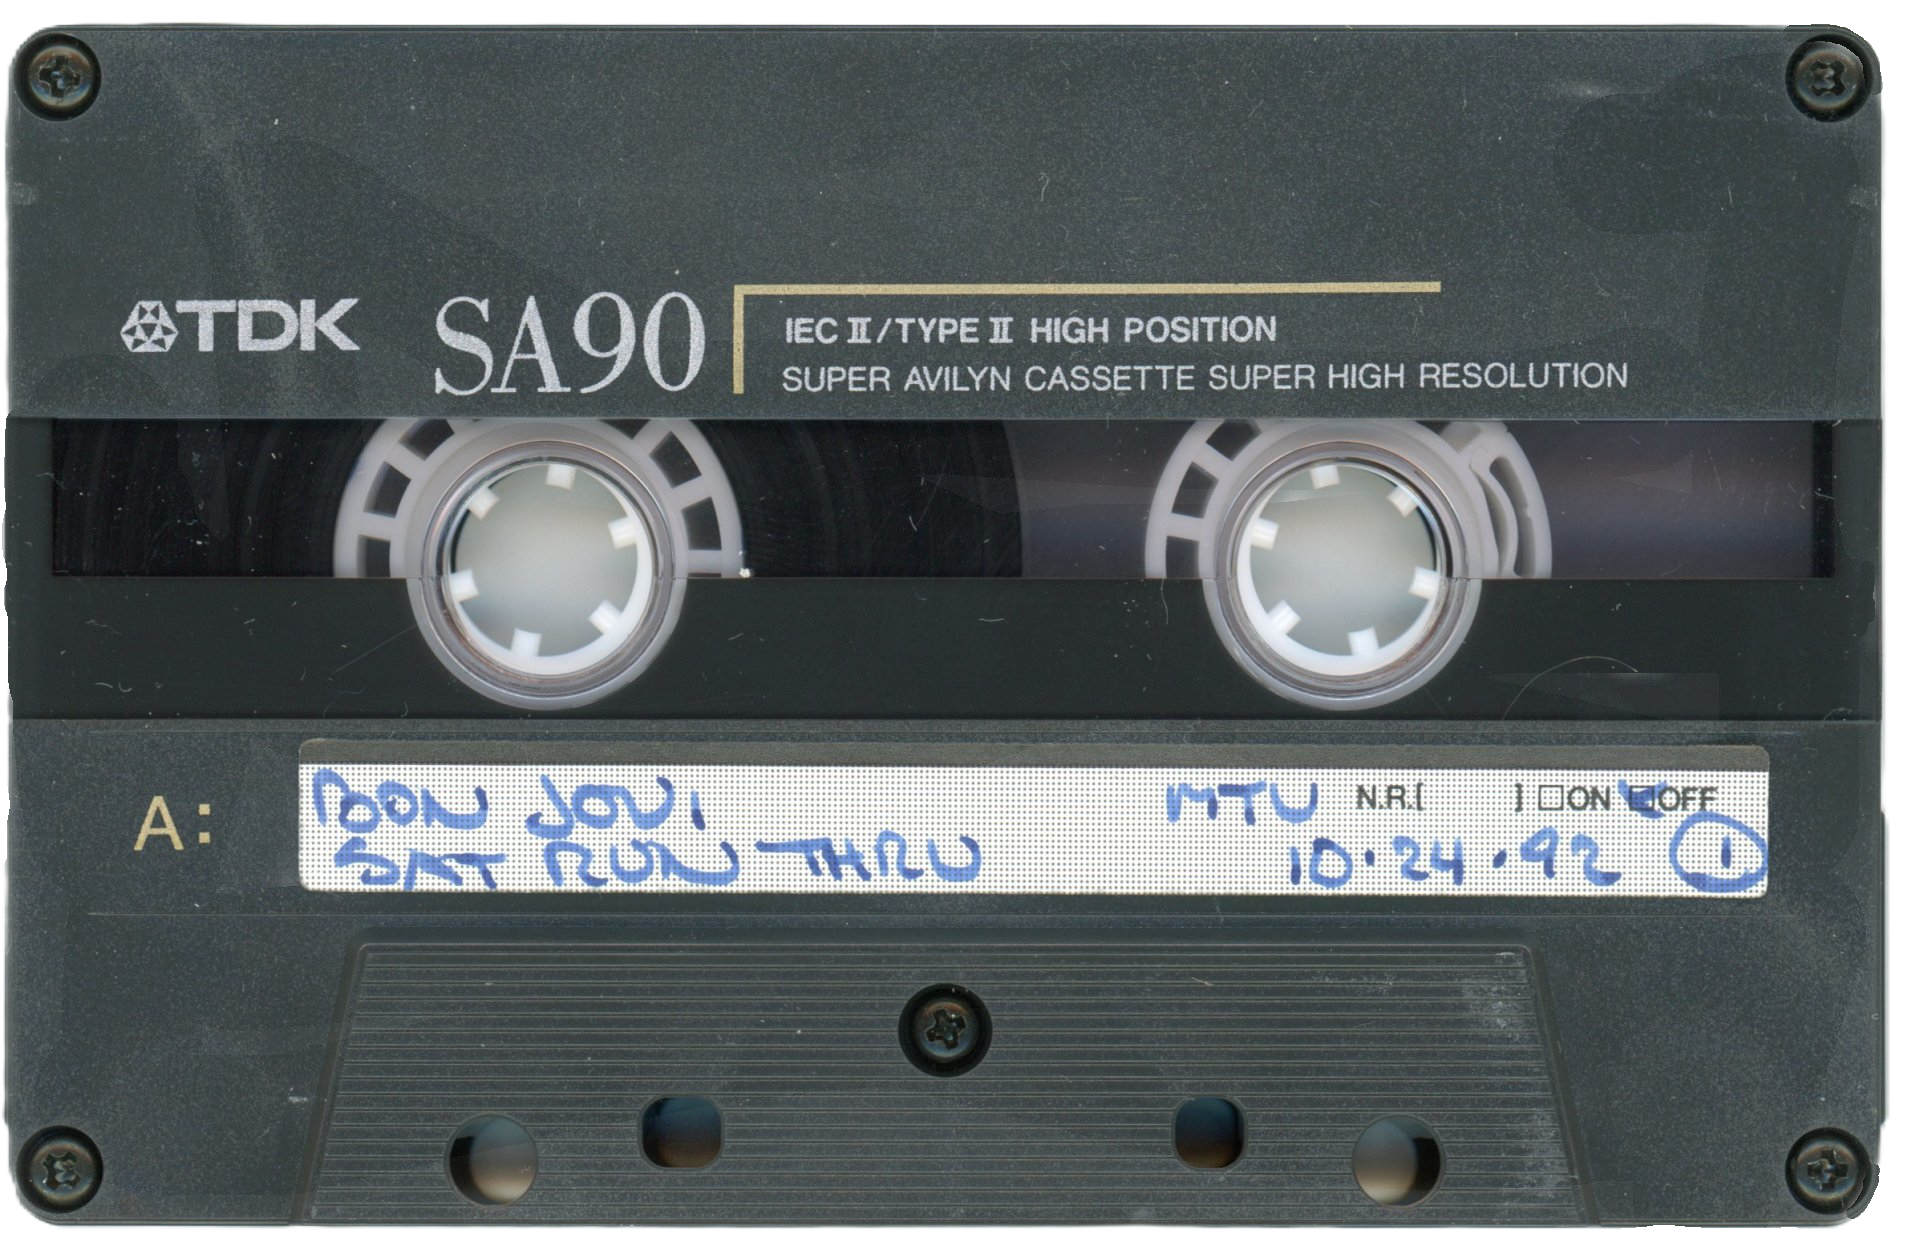 TDK SA90
IEC II/TYPE II HIGH POSITION
SUPER AVILYN CASSETTE SUPER HIGH RESOLUTION
A:
BON JOVI MTV N.R.[ ] ☐ON ☑OFF
SAT RUN THRU 10·24·92 ①